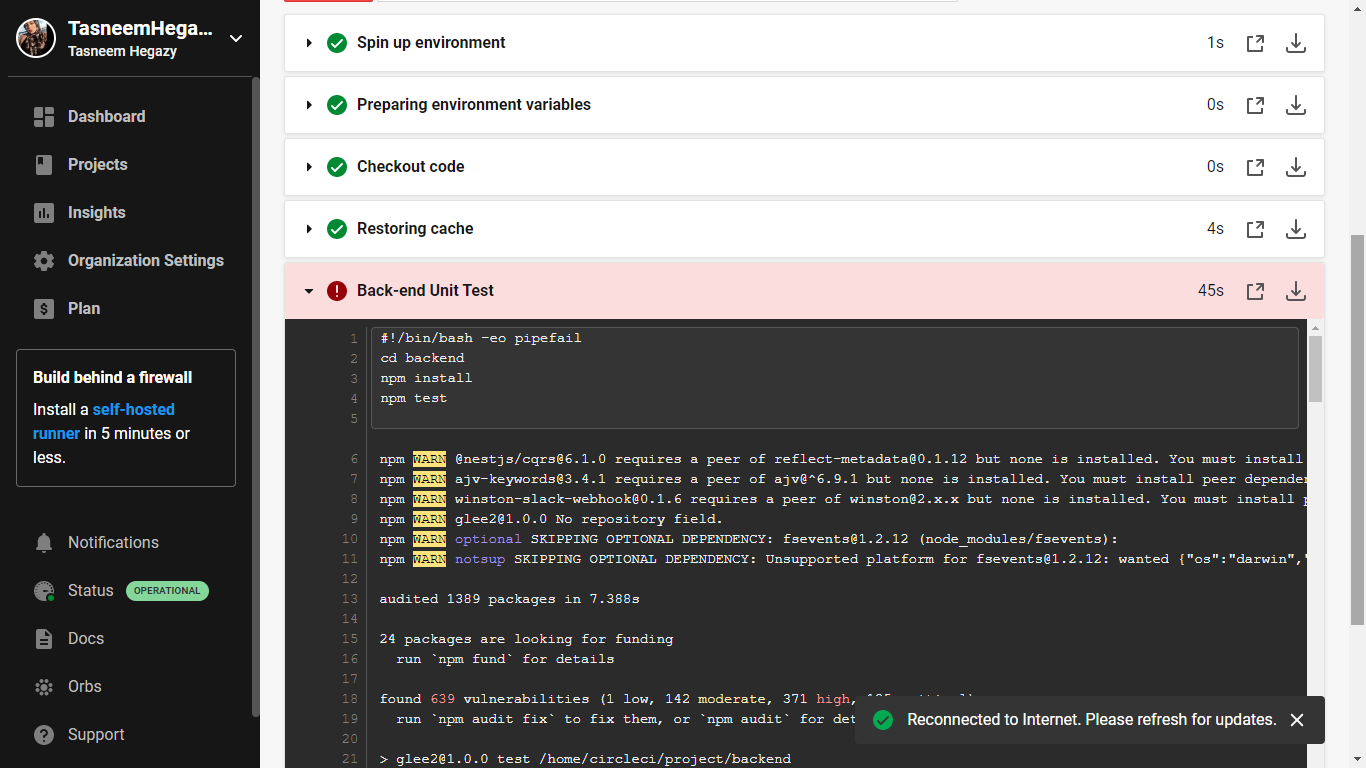 TasneemHega...
Tasneem Hegazy
Dashboard
Projects
Insights
Organization Settings
Plan
Build behind a firewall
Install a self-hosted
runner in 5 minutes or
less.
Notifications
Status OPERATIONAL
Docs
Orbs
Support
Spin up environment 1s
Preparing environment variables 0s
Checkout code 0s
Restoring cache 4s
Back-end Unit Test 45s
1 #!/bin/bash -eo pipefail
2 cd backend
3 npm install
4 npm test
5
6 npm WARN @nestjs/cqrs@6.1.0 requires a peer of reflect-metadata@0.1.12 but none is installed. You must install
7 npm WARN ajv-keywords@3.4.1 requires a peer of ajv@^6.9.1 but none is installed. You must install peer depender
8 npm WARN winston-slack-webhook@0.1.6 requires a peer of winston@2.x.x but none is installed. You must install p
9 npm WARN glee2@1.0.0 No repository field.
10 npm WARN optional SKIPPING OPTIONAL DEPENDENCY: fsevents@1.2.12 (node_modules/fsevents):
11 npm WARN notsup SKIPPING OPTIONAL DEPENDENCY: Unsupported platform for fsevents@1.2.12: wanted {"os":"darwin","
12
13 audited 1389 packages in 7.388s
14
15 24 packages are looking for funding
16 run `npm fund` for details
17
18 found 639 vulnerabilities (1 low, 142 moderate, 371 high,
19 run `npm audit fix` to fix them, or `npm audit` for det
20
21 > glee2@1.0.0 test /home/circleci/project/backend
Reconnected to Internet. Please refresh for updates.